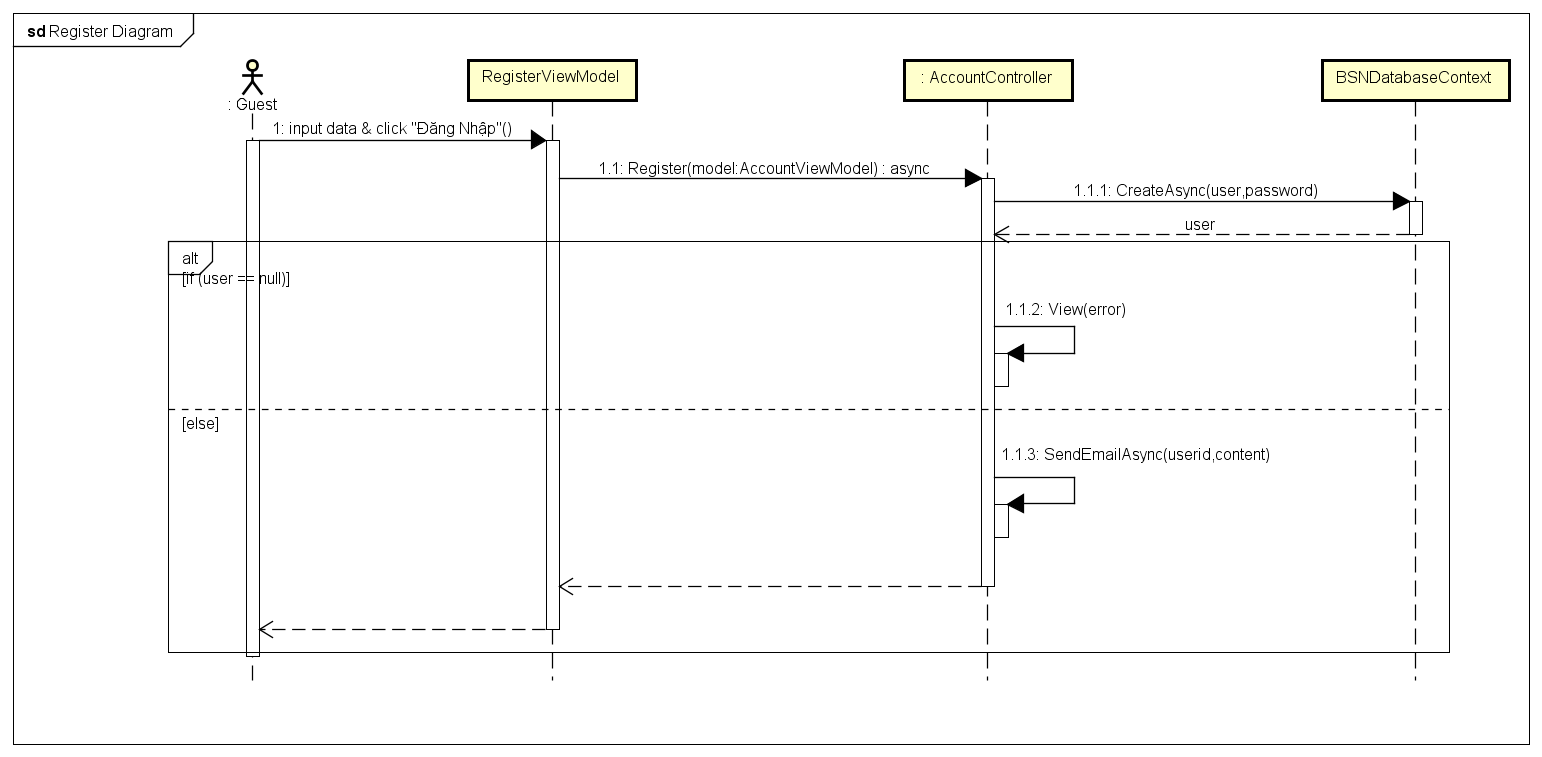 sd Register Diagram
RegisterViewModel
: AccountController
BSNDatabaseContext
: Guest
1: input data & click "Đăng Nhập"()
1.1: Register(model:AccountViewModel) : async
1.1.1: CreateAsync(user,password)
user
alt
[if (user == null)]
1.1.2: View(error)
[else]
1.1.3: SendEmailAsync(userid,content)